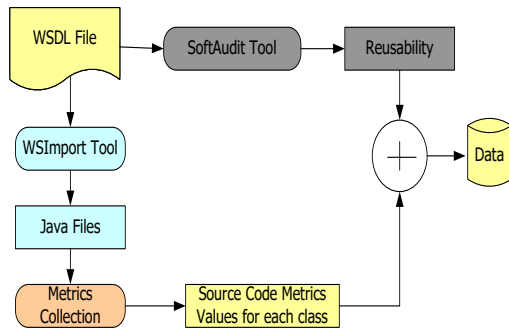 WSDL File
SoftAudit Tool
Reusability
WSImport Tool
Data
Java Files
Metrics
Collection
Source Code Metrics
Values for each class